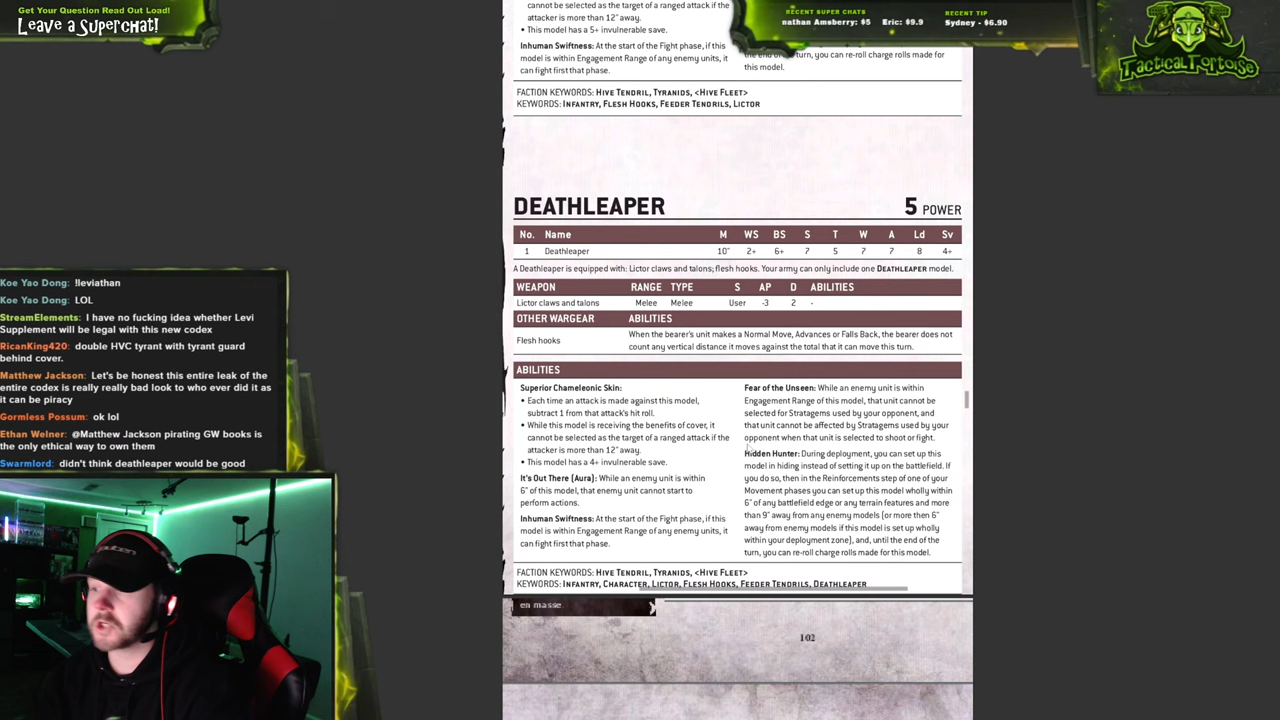 Get Your Question Read Out Load!
Leave a Superchat!
RECENT SUPER CHATS
nathan Amsberry: $5 Eric: $9.9
RECENT TIP
Sydney - $6.90
TacticalTortoise
cannot be selected as the target of a ranged attack if the
attacker is more than 12" away.
• This model has a 5+ invulnerable save.
Inhuman Swiftness: At the start of the Fight phase, if this
model is within Engagement Range of any enemy units, it
can fight first that phase.
the end of the turn, you can re-roll charge rolls made for
this model.
FACTION KEYWORDS: HIVE TENDRIL, TYRANIDS, <HIVE FLEET>
KEYWORDS: INFANTRY, FLESH HOOKS, FEEDER TENDRILS, LICTOR
DEATHLEAPER 5 POWER
No. Name M WS BS S T W A Ld Sv
1 Deathleaper 10" 2+ 6+ 7 5 7 7 8 4+
A Deathleaper is equipped with: Lictor claws and talons; flesh hooks. Your army can only include one DEATHLEAPER model.
WEAPON RANGE TYPE S AP D ABILITIES
Lictor claws and talons Melee Melee User -3 2 -
OTHER WARGEAR ABILITIES
Flesh hooks
When the bearer's unit makes a Normal Move, Advances or Falls Back, the bearer does not
count any vertical distance it moves against the total that it can move this turn.
ABILITIES
Superior Chameleonic Skin:
• Each time an attack is made against this model,
subtract 1 from that attack's hit roll.
• While this model is receiving the benefits of cover, it
cannot be selected as the target of a ranged attack if the
attacker is more than 12" away.
• This model has a 4+ invulnerable save.
It's Out There (Aura): While an enemy unit is within
6" of this model, that enemy unit cannot start to
perform actions.
Inhuman Swiftness: At the start of the Fight phase, if this
model is within Engagement Range of any enemy units, it
can fight first that phase.
Fear of the Unseen: While an enemy unit is within
Engagement Range of this model, that unit cannot be
selected for Stratagems used by your opponent, and
that unit cannot be affected by Stratagems used by your
opponent when that unit is selected to shoot or fight.
Hidden Hunter: During deployment, you can set up this
model in hiding instead of setting it up on the battlefield. If
you do so, then in the Reinforcements step of one of your
Movement phases you can set up this model wholly within
6" of any battlefield edge or any terrain features and more
than 9" away from any enemy models (or more then 6"
away from enemy models if this model is set up wholly
within your deployment zone), and, until the end of the
turn, you can re-roll charge rolls made for this model.
FACTION KEYWORDS: HIVE TENDRIL, TYRANIDS, <HIVE FLEET>
KEYWORDS: INFANTRY, CHARACTER, LICTOR, FLESH HOOKS, FEEDER TENDRILS, DEATHLEAPER
en masse.
102
Koe Yao Dong: !leviathan
Koe Yao Dong: LOL
StreamElements: I have no fucking idea whether Levi
Supplement will be legal with this new
codex
RicanKing420: double HVC tyrant with tyrant guard
behind cover.
Matthew Jackson: Let's be honest this entire leak of the
entire codex is really really bad look to who ever did it as
it can be piracy
Gormless Possum: ok lol
Ethan Welner: @Matthew Jackson pirating GW books is
the only ethical way to own them
Swarmlord: didn't think deathleaper would be good